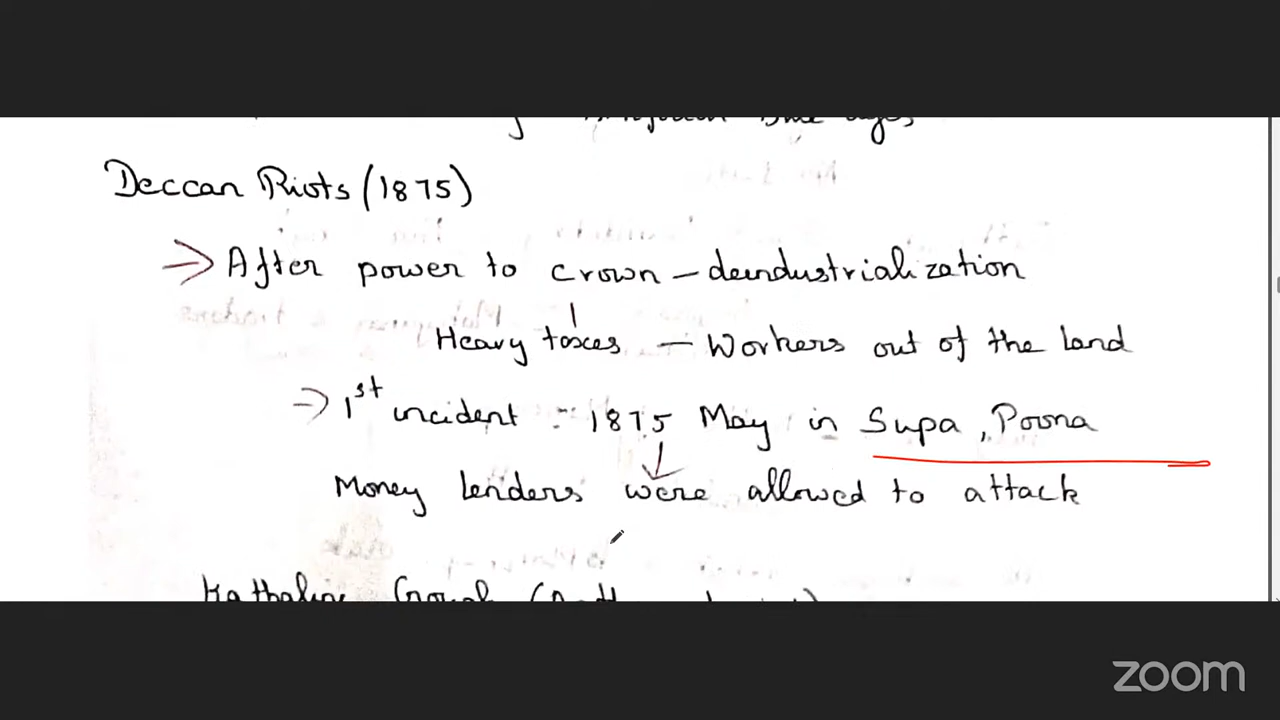 Deccan Riots (1875)
⇒ After power to crown – deindustrialization
Heavy taxes – Workers out of the land
⇒ 1st incident - 1875 May in Supa, Poona
Money lenders were allowed to attack
zoom